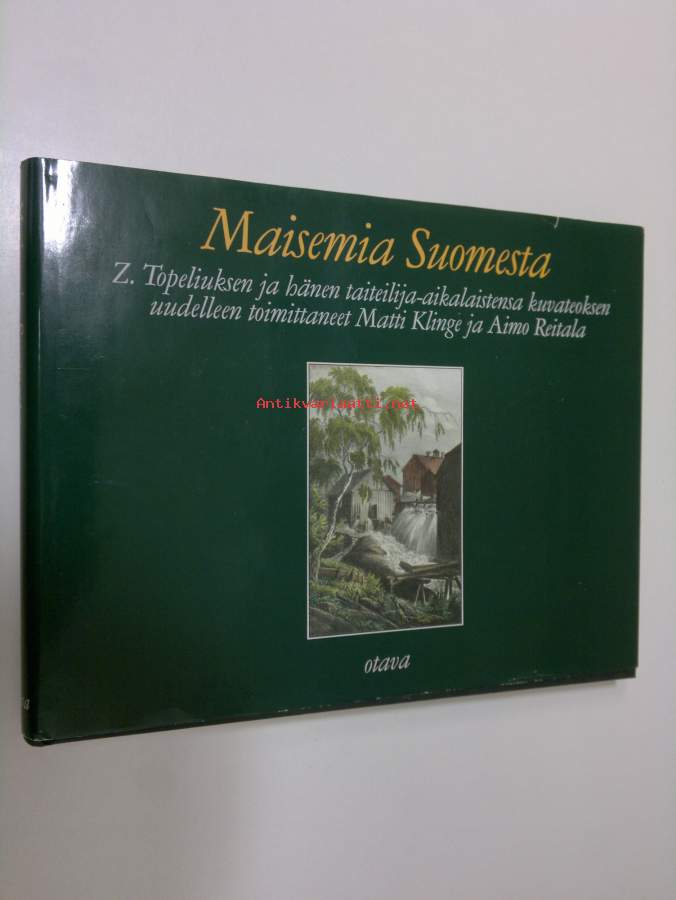 Maisemia Suomesta
Z. Topeliuksen ja hänen taiteilija-aikalaistensa kuvateoksen
uudelleen toimittaneet Matti Klinge ja Aimo Reitala
Antikvariaatti.net
otava